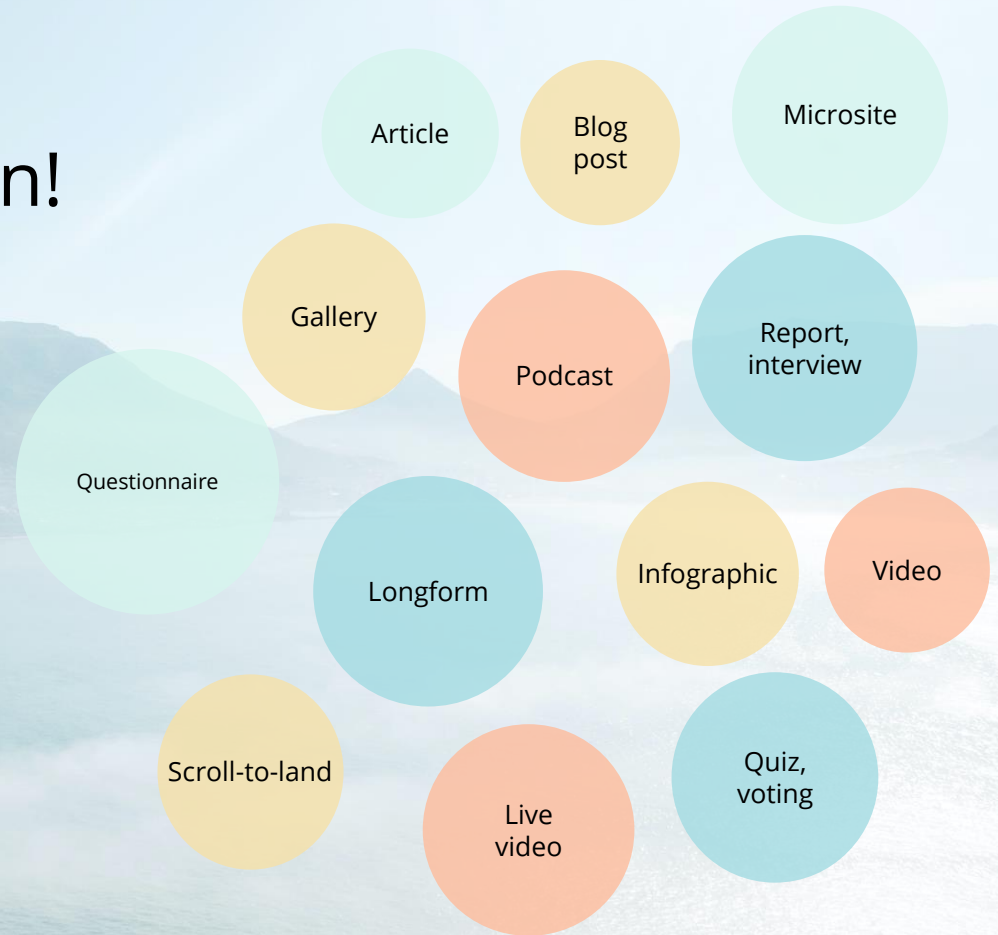 n!
Article
Blog
post
Microsite
Gallery
Podcast
Report,
interview
Questionnaire
Longform
Infographic
Video
Scroll-to-land
Live
video
Quiz,
voting